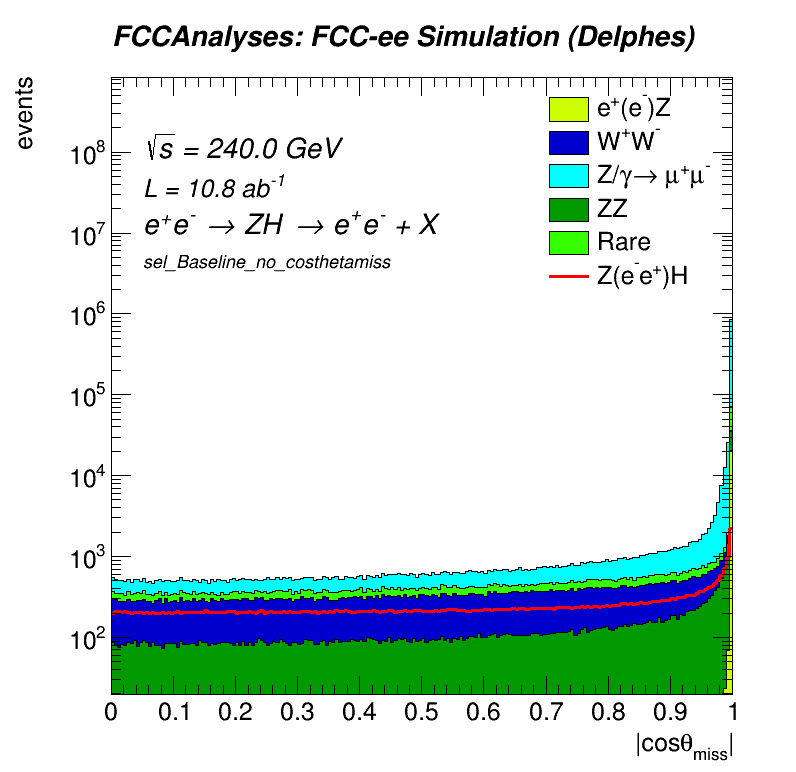 FCCAnalyses: FCC-ee Simulation (Delphes)
events
√s = 240.0 GeV
L = 10.8 ab⁻¹
e⁺e⁻ → ZH → e⁺e⁻ + X
sel_Baseline_no_costhetamiss
e⁺(e⁻)Z
W⁺W⁻
Z/γ→ μ⁺μ⁻
ZZ
Rare
Z(e⁻e⁺)H
10⁸
10⁷
10⁶
10⁵
10⁴
10³
10²
0 0.1 0.2 0.3 0.4 0.5 0.6 0.7 0.8 0.9 1
|cosθ_miss|